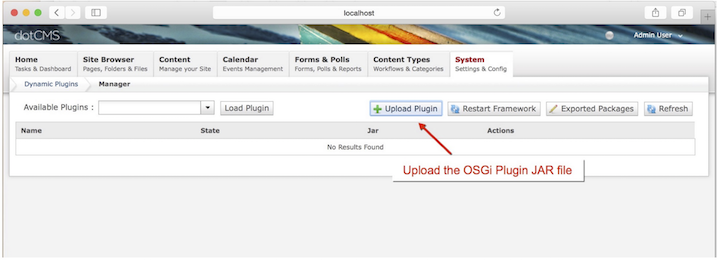 localhost
dotCMS
Admin User
Home Site Browser Content Calendar Forms & Polls Content Types System
Tasks & Dashboard Pages, Folders & Files Manage your Site Events Management Forms, Polls & Reports Workflows & Categories Settings & Config
Dynamic Plugins Manager
Available Plugins : Load Plugin Upload Plugin Restart Framework Exported Packages Refresh
Name State Jar Actions
No Results Found
Upload the OSGi Plugin JAR file